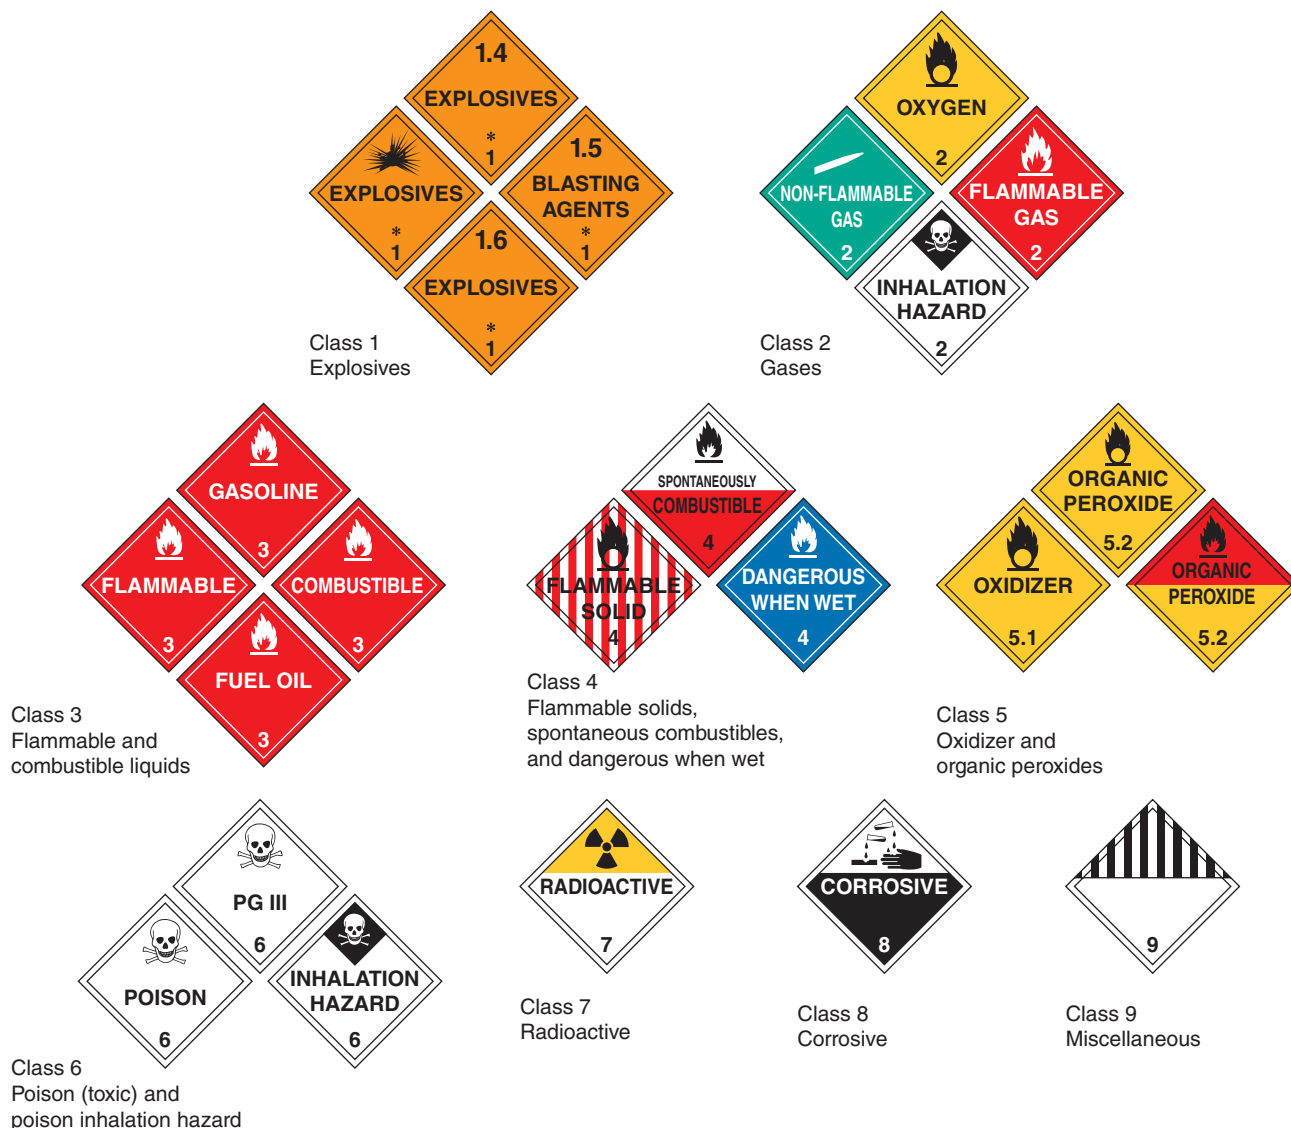 1.4
EXPLOSIVES
*
1
EXPLOSIVES
*
1
1.5
BLASTING
AGENTS
*
1
1.6
EXPLOSIVES
*
1
Class 1
Explosives
OXYGEN
2
NON-FLAMMABLE
GAS
2
FLAMMABLE
GAS
2
INHALATION
HAZARD
2
Class 2
Gases
GASOLINE
3
FLAMMABLE
3
COMBUSTIBLE
3
FUEL OIL
3
Class 3
Flammable and
combustible liquids
SPONTANEOUSLY
COMBUSTIBLE
4
FLAMMABLE
SOLID
4
DANGEROUS
WHEN WET
4
Class 4
Flammable solids,
spontaneous combustibles,
and dangerous when wet
ORGANIC
PEROXIDE
5.2
OXIDIZER
5.1
ORGANIC
PEROXIDE
5.2
Class 5
Oxidizer and
organic peroxides
PG III
6
POISON
6
INHALATION
HAZARD
6
Class 6
Poison (toxic) and
poison inhalation hazard
RADIOACTIVE
7
Class 7
Radioactive
CORROSIVE
8
Class 8
Corrosive
9
Class 9
Miscellaneous